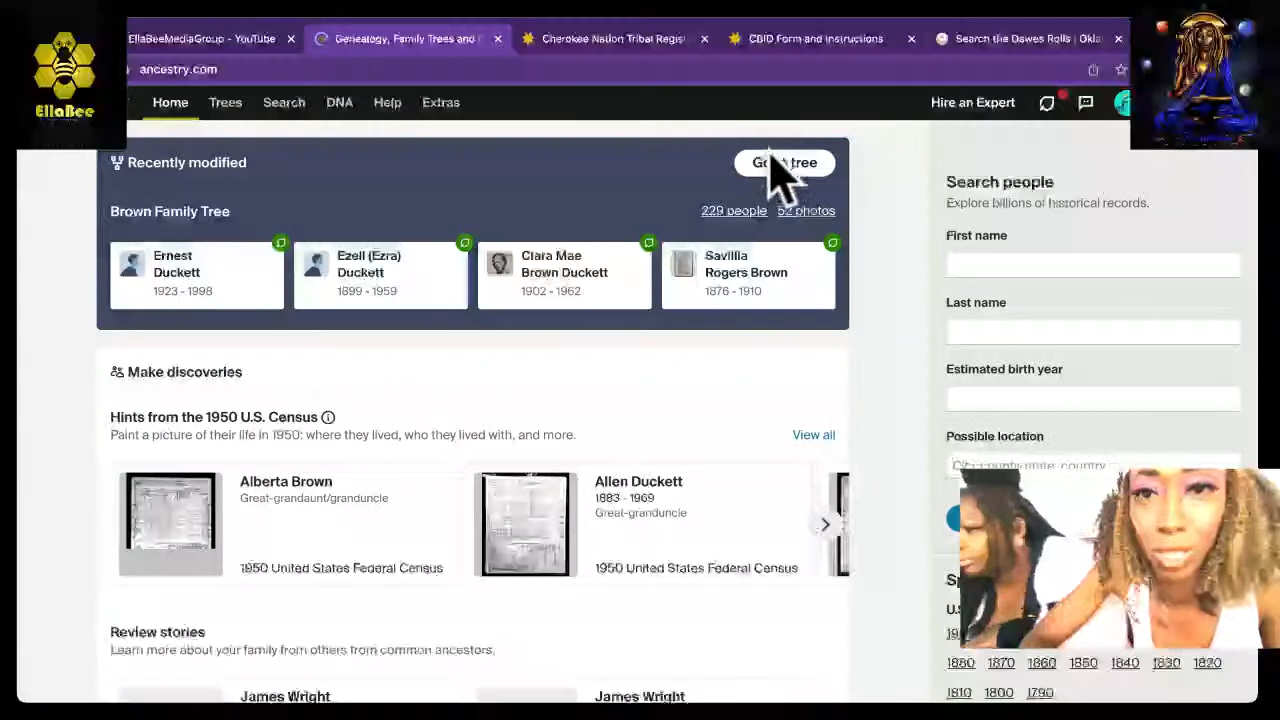 EllaBeeMediaGroup - YouTube
Genealogy, Family Trees and
Cherokee Nation Tribal Regist
CBID Form and Instructions
Search the Dawes Rolls | Okla
EllaBee
ancestry.com
Home
Trees
Search
DNA
Help
Extras
Hire an Expert
Recently modified
tree
Brown Family Tree
229 people
52 photos
Ernest
Duckett
1923 - 1998
Ezell (Ezra)
Duckett
1899 - 1959
Clara Mae
Brown Duckett
1902 - 1962
Savillia
Rogers Brown
1876 - 1910
Make discoveries
Hints from the 1950 U.S. Census
Paint a picture of their life in 1950: where they lived, who they lived with, and more.
View all
Alberta Brown
Great-grandaunt/granduncle
1950 United States Federal Census
Allen Duckett
1883 - 1969
Great-granduncle
1950 United States Federal Census
Review stories
Learn more about your family from others from common ancestors.
James Wright
James Wright
Search people
Explore billions of historical records.
First name
Last name
Estimated birth year
Possible location
1880 1870 1860 1850 1840 1830 1820
1810 1800 1790